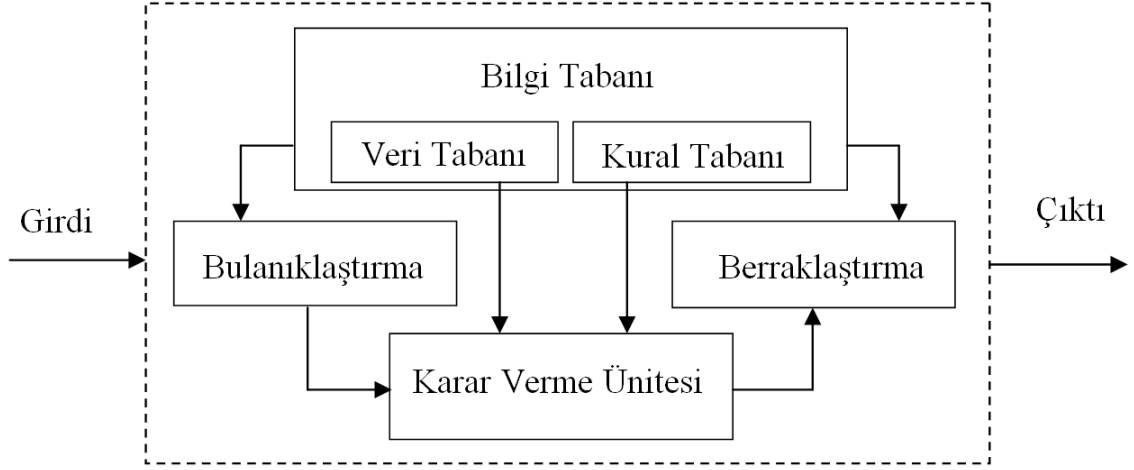 Bilgi Tabanı
Veri Tabanı
Kural Tabanı
Girdi
Çıktı
Bulanıklaştırma
Berraklaştırma
Karar Verme Ünitesi